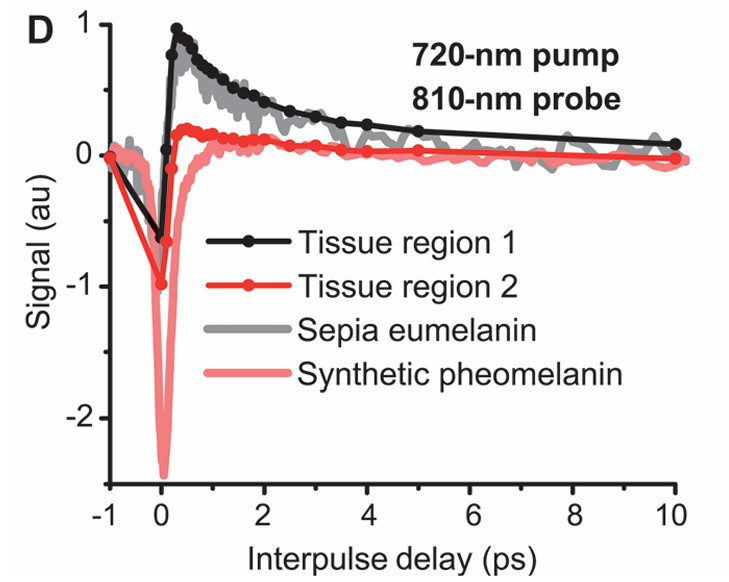 D
720-nm pump
810-nm probe
1
0
-1
-2
Signal (au)
Tissue region 1
Tissue region 2
Sepia eumelanin
Synthetic pheomelanin
-1 0 2 4 6 8 10
Interpulse delay (ps)